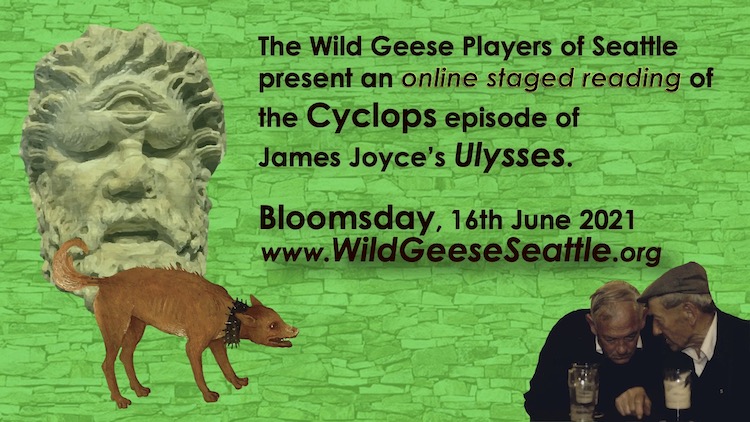 The Wild Geese Players of Seattle
present an online staged reading of
the Cyclops episode of
James Joyce’s Ulysses.
Bloomsday, 16th June 2021
www.WildGeeseSeattle.org